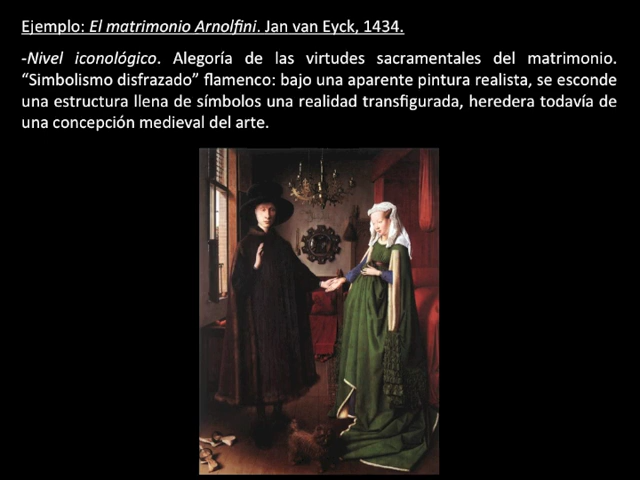 Ejemplo: El matrimonio Arnolfini. Jan van Eyck, 1434.
-Nivel iconológico. Alegoría de las virtudes sacramentales del matrimonio.
“Simbolismo disfrazado” flamenco: bajo una aparente pintura realista, se esconde
una estructura llena de símbolos una realidad transfigurada, heredera todavía de
una concepción medieval del arte.